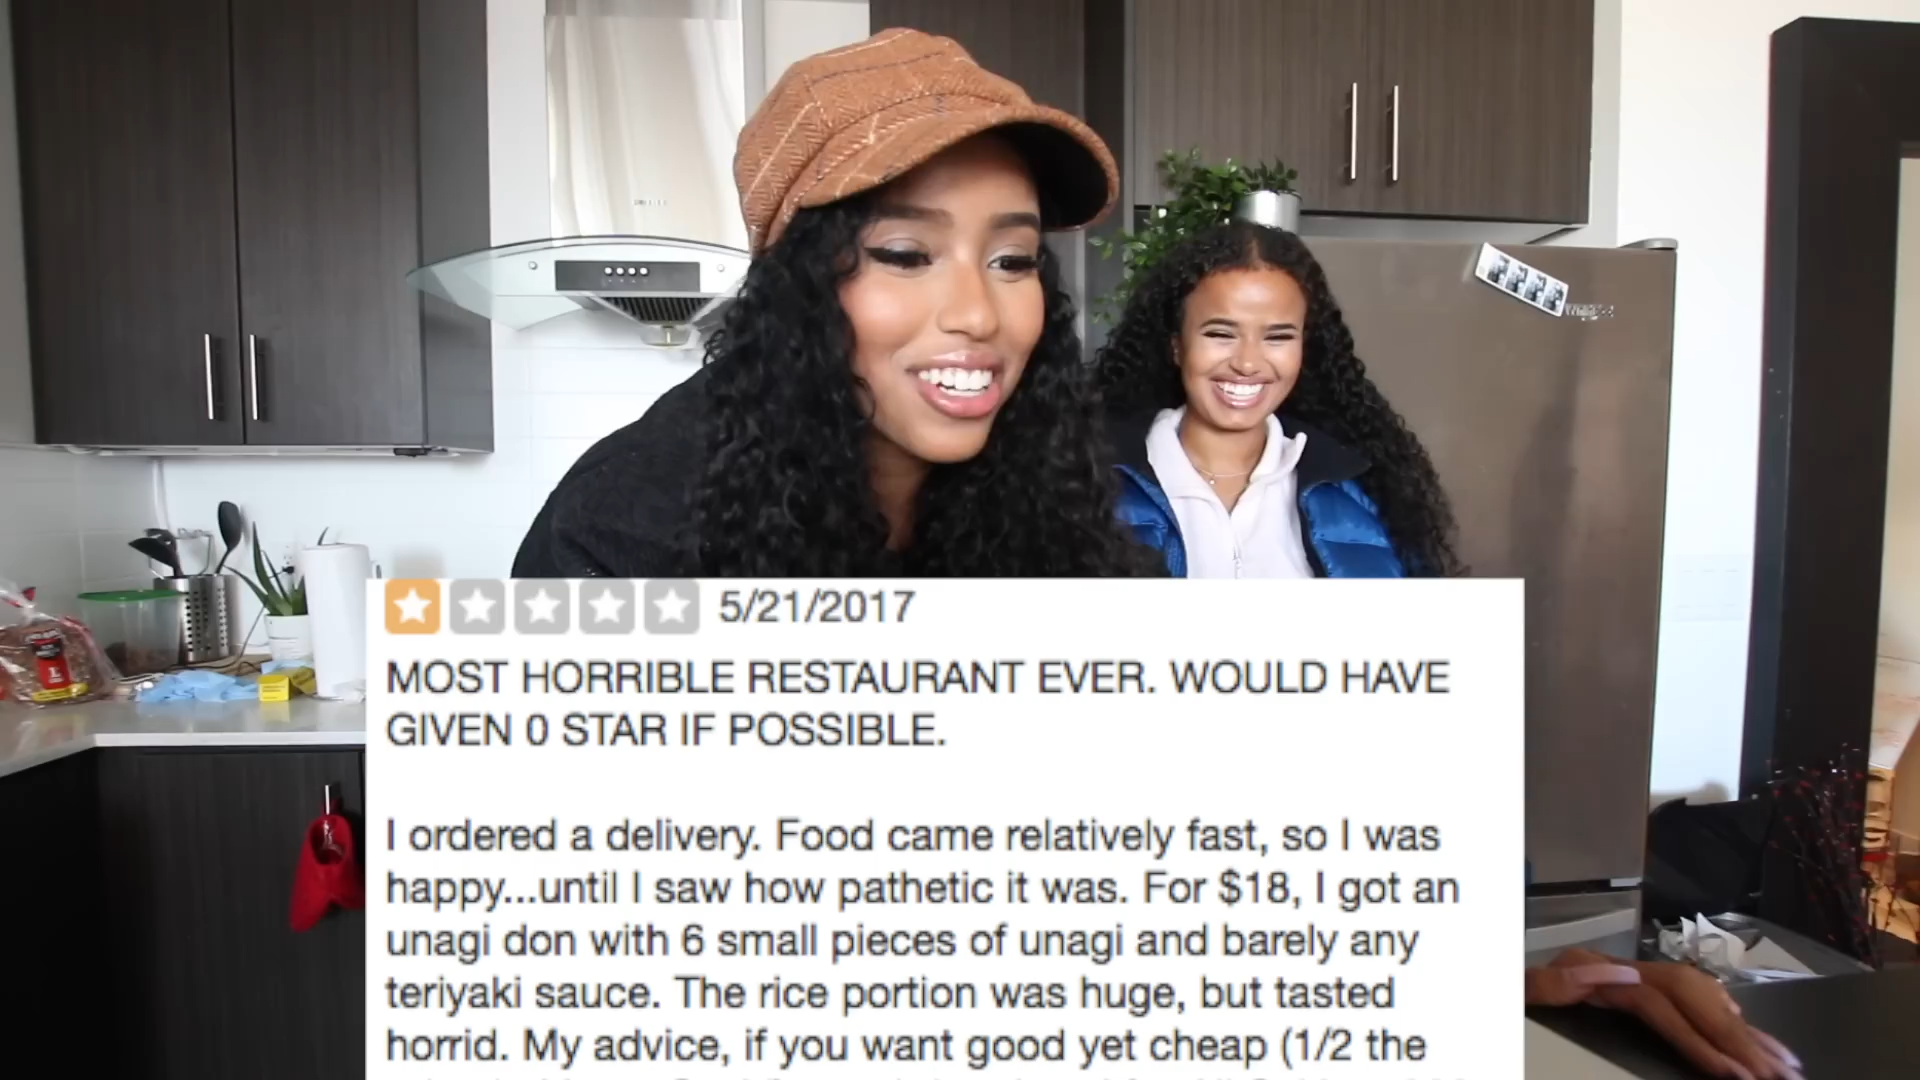 5/21/2017
MOST HORRIBLE RESTAURANT EVER. WOULD HAVE
GIVEN 0 STAR IF POSSIBLE.
I ordered a delivery. Food came relatively fast, so I was
happy...until I saw how pathetic it was. For $18, I got an
unagi don with 6 small pieces of unagi and barely any
teriyaki sauce. The rice portion was huge, but tasted
horrid. My advice, if you want good yet cheap (1/2 the